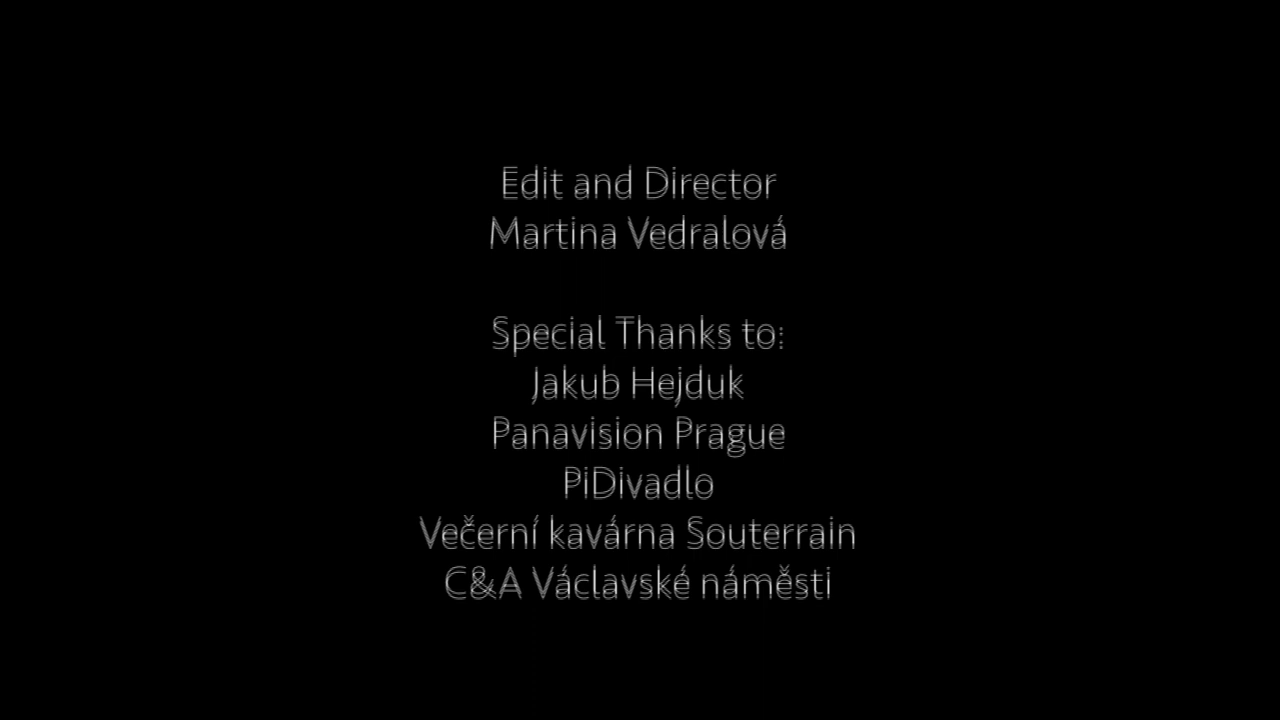 Edit and Director
Martina Vedralová
Special Thanks to:
Jakub Hejduk
Panavision Prague
PiDivadlo
Večerní kavárna Souterrain
C&A Václavské náměsti